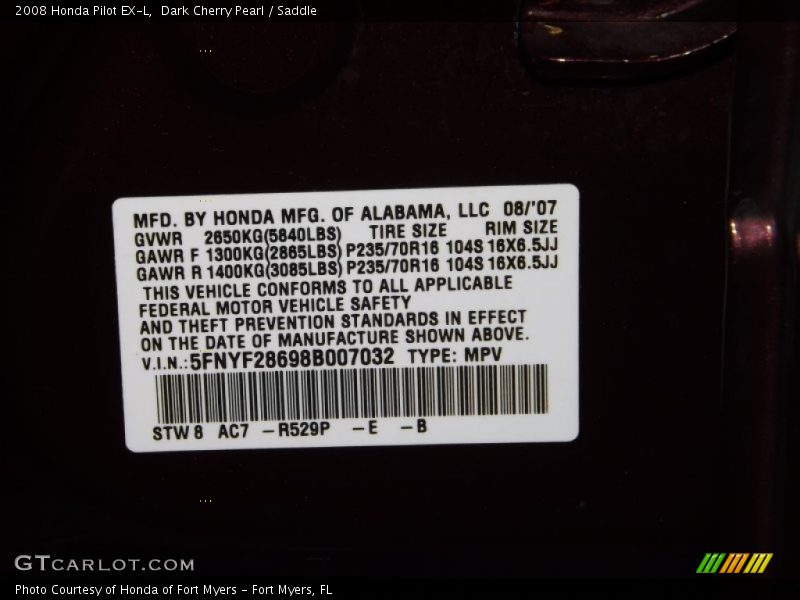 2008 Honda Pilot EX-L, Dark Cherry Pearl / Saddle
MFD. BY HONDA MFG. OF ALABAMA, LLC 08/'07
GVWR 2650KG(5840LBS) TIRE SIZE RIM SIZE
GAWR F 1300KG(2865LBS) P235/70R16 104S 16X6.5JJ
GAWR R 1400KG(3085LBS) P235/70R16 104S 16X6.5JJ
THIS VEHICLE CONFORMS TO ALL APPLICABLE
FEDERAL MOTOR VEHICLE SAFETY
AND THEFT PREVENTION STANDARDS IN EFFECT
ON THE DATE OF MANUFACTURE SHOWN ABOVE.
V.I.N.:5FNYF28698B007032 TYPE: MPV
STW 8 AC7 -R529P -E -B
GTCARLOT.COM
Photo Courtesy of Honda of Fort Myers - Fort Myers, FL